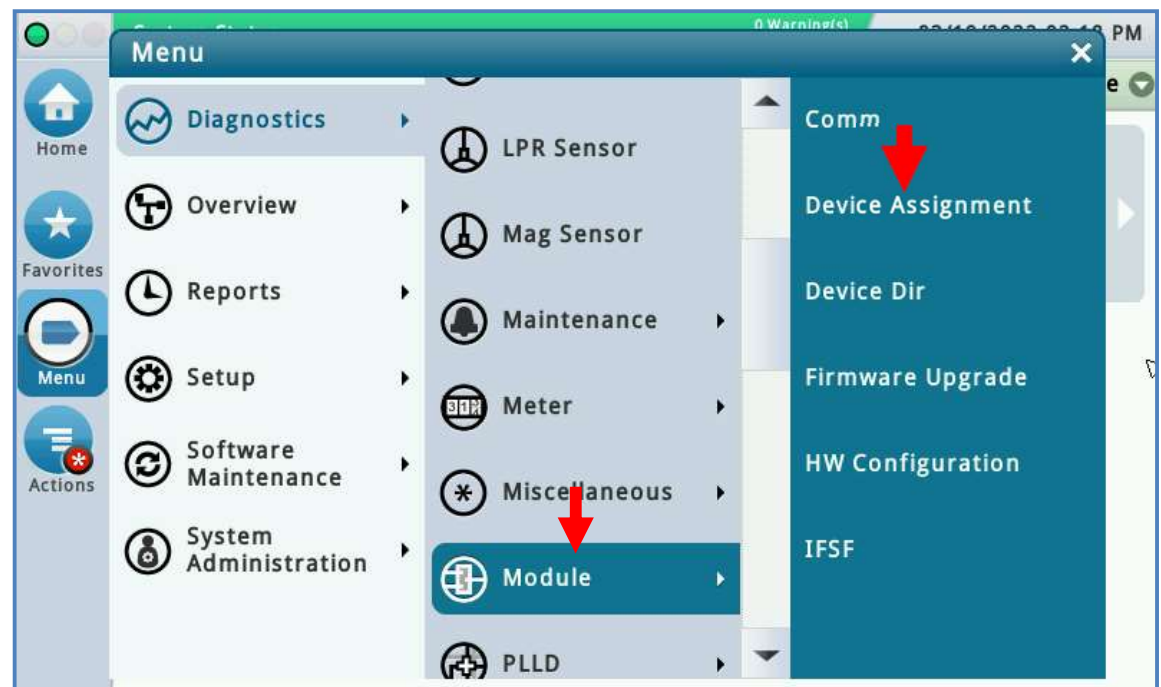 0 Warning(s)
PM
Menu
e
Home
Favorites
Menu
Actions
Diagnostics
Overview
Reports
Setup
Software
Maintenance
System
Administration
LPR Sensor
Mag Sensor
Maintenance
Meter
Miscellaneous
Module
PLLD
Comm
Device Assignment
Device Dir
Firmware Upgrade
HW Configuration
IFSF